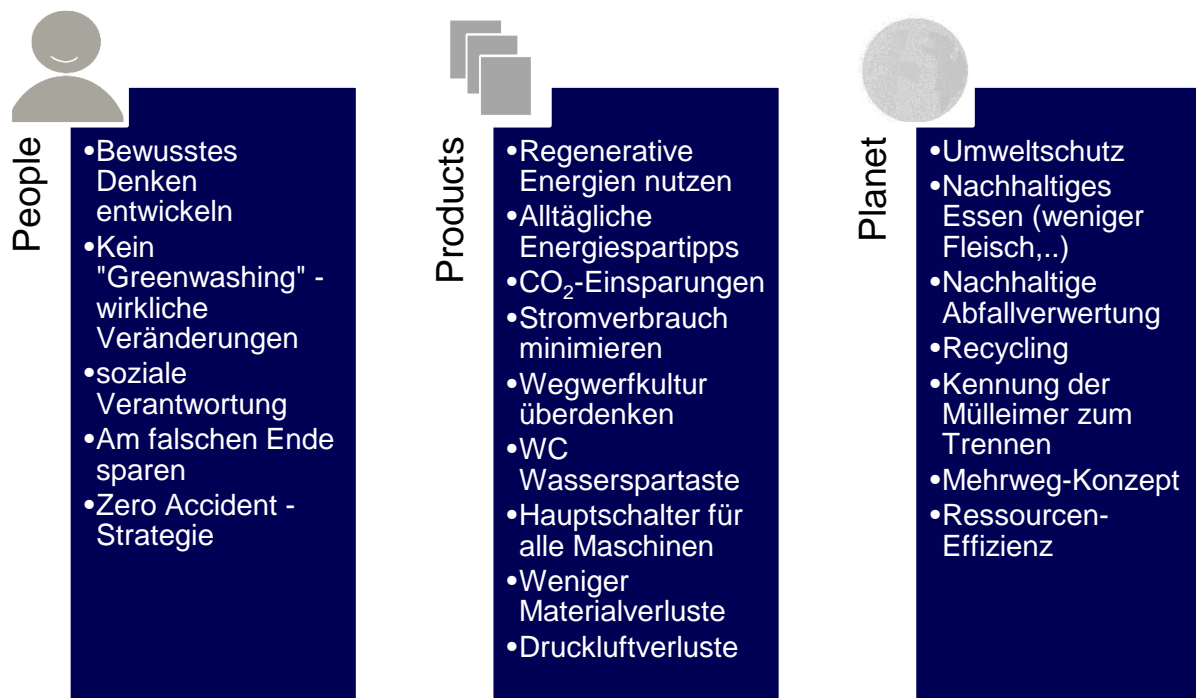 People
•Bewusstes
Denken
entwickeln
•Kein
"Greenwashing" -
wirkliche
Veränderungen
•soziale
Verantwortung
•Am falschen Ende
sparen
•Zero Accident -
Strategie
Products
•Regenerative
Energien nutzen
•Alltägliche
Energiespartipps
•CO₂-Einsparungen
•Stromverbrauch
minimieren
•Wegwerfkultur
überdenken
•WC
Wasserspartaste
•Hauptschalter für
alle Maschinen
•Weniger
Materialverluste
•Druckluftverluste
Planet
•Umweltschutz
•Nachhaltiges
Essen (weniger
Fleisch,..)
•Nachhaltige
Abfallverwertung
•Recycling
•Kennung der
Mülleimer zum
Trennen
•Mehrweg-Konzept
•Ressourcen-
Effizienz